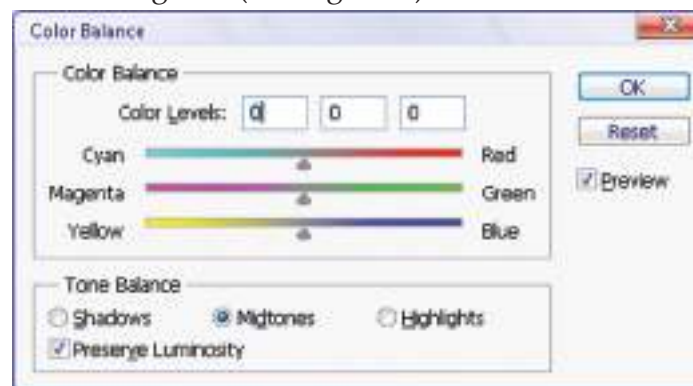 Color Balance
Color Balance
Color Levels: 0 0 0
OK
Reset
Cyan Red
Preview
Magenta Green
Yellow Blue
Tone Balance
Shadows Midtones Highlights
Preserve Luminosity